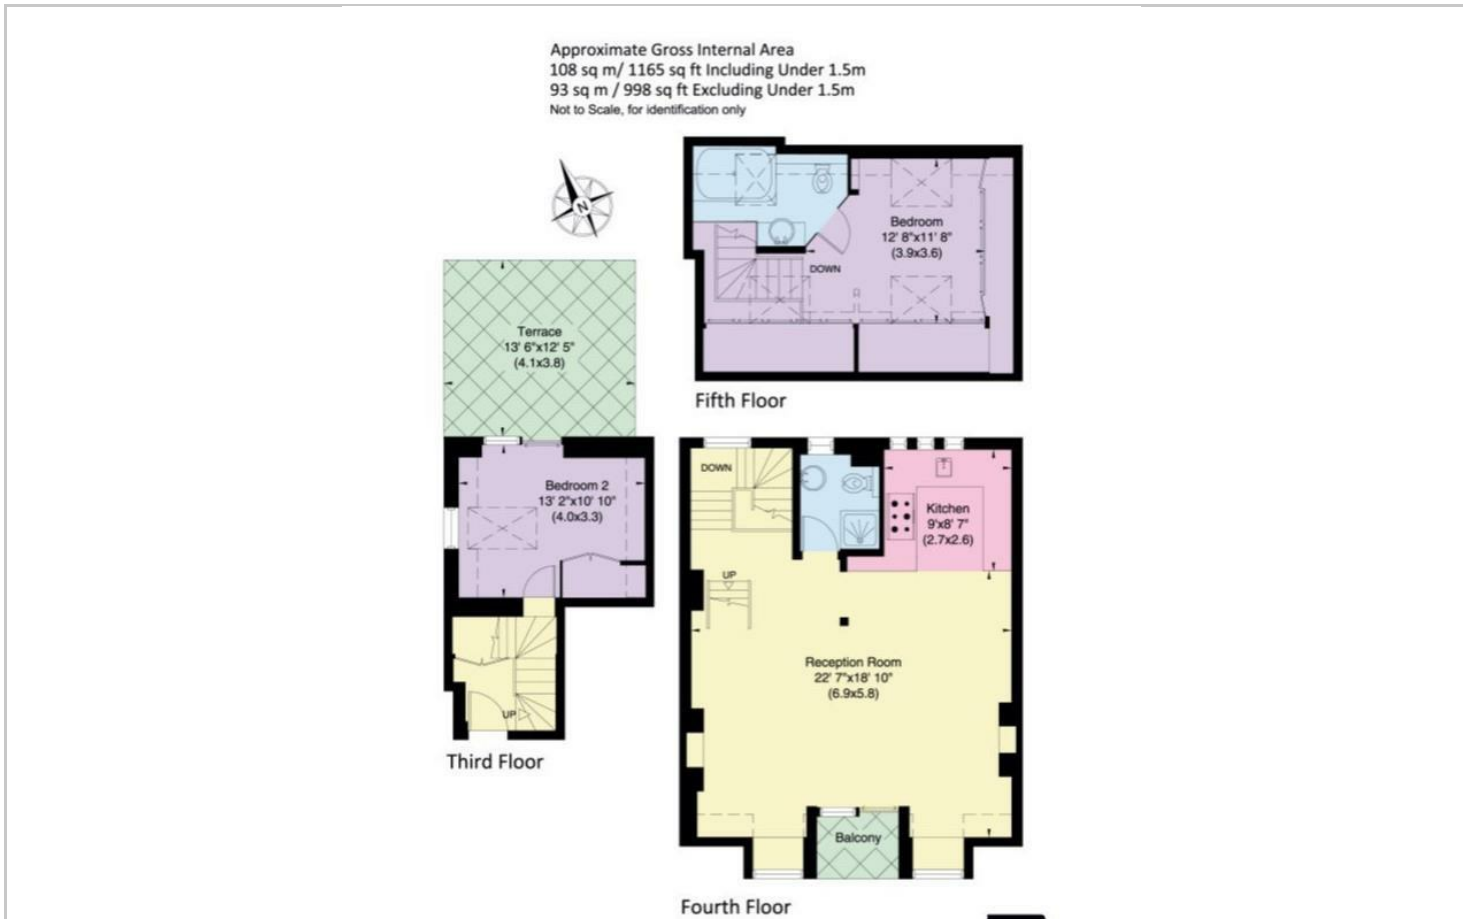 Approximate Gross Internal Area
108 sq m/ 1165 sq ft Including Under 1.5m
93 sq m / 998 sq ft Excluding Under 1.5m
Not to Scale, for identification only
N
Bedroom
12' 8"x11' 8"
(3.9x3.6)
DOWN
Fifth Floor
Terrace
13' 6"x12' 5"
(4.1x3.8)
Bedroom 2
13' 2"x10' 10"
(4.0x3.3)
UP
Third Floor
DOWN
Kitchen
9'x8' 7"
(2.7x2.6)
UP
Reception Room
22' 7"x18' 10"
(6.9x5.8)
Balcony
Fourth Floor